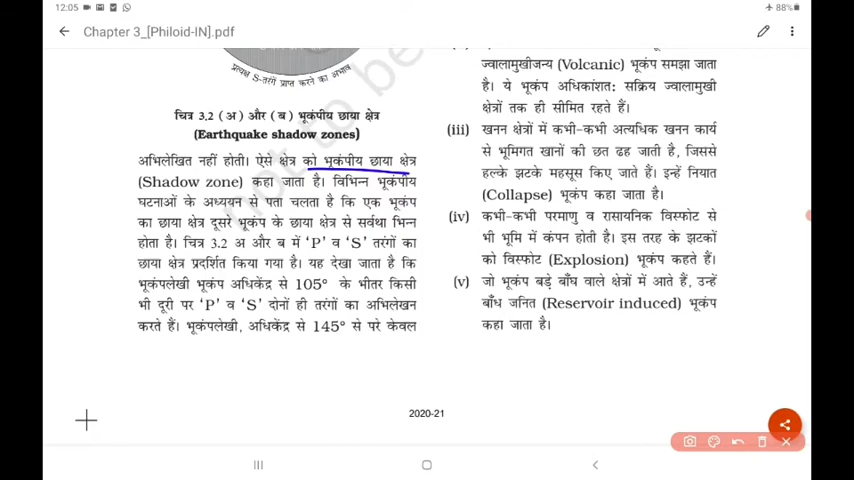 12:05
88%
Chapter 3_[Philoid-IN].pdf
not to be
प्रत्यक्ष S-तरंगें प्राप्त करने का अभाव
चित्र 3.2 (अ) और (ब) भूकंपीय छाया क्षेत्र
(Earthquake shadow zones)
अभिलेखित नहीं होती। ऐसे क्षेत्र को भूकंपीय छाया क्षेत्र
(Shadow zone) कहा जाता है। विभिन्न भूकंपीय
घटनाओं के अध्ययन से पता चलता है कि एक भूकंप
का छाया क्षेत्र दूसरे भूकंप के छाया क्षेत्र से सर्वथा भिन्न
होता है। चित्र 3.2 अ और ब में 'P' व 'S' तरंगों का
छाया क्षेत्र प्रदर्शित किया गया है। यह देखा जाता है कि
भूकंपलेखी भूकंप अधिकेंद्र से 105° के भीतर किसी
भी दूरी पर 'P' व 'S' दोनों ही तरंगों का अभिलेखन
करते हैं। भूकंपलेखी, अधिकेंद्र से 145° से परे केवल
ज्वालामुखीजन्य (Volcanic) भूकंप समझा जाता
है। ये भूकंप अधिकांशत: सक्रिय ज्वालामुखी
क्षेत्रों तक ही सीमित रहते हैं।
(iii) खनन क्षेत्रों में कभी-कभी अत्यधिक खनन कार्य
से भूमिगत खानों की छत ढह जाती है, जिससे
हल्के झटके महसूस किए जाते हैं। इन्हें नियात
(Collapse) भूकंप कहा जाता है।
(iv) कभी-कभी परमाणु व रासायनिक विस्फोट से
भी भूमि में कंपन होती है। इस तरह के झटकों
को विस्फोट (Explosion) भूकंप कहते हैं।
(v) जो भूकंप बड़े बाँध वाले क्षेत्रों में आते हैं, उन्हें
बाँध जनित (Reservoir induced) भूकंप
कहा जाता है।
2020-21